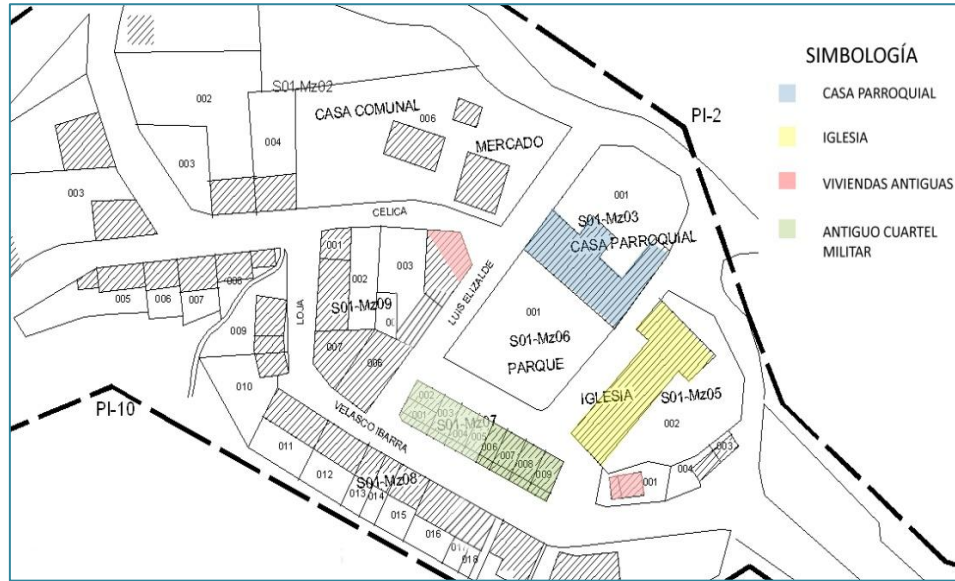 SIMBOLOGÍA
CASA PARROQUIAL
IGLESIA
VIVIENDAS ANTIGUAS
ANTIGUO CUARTEL
MILITAR
PI-2
S01-Mz02
002
CASA COMUNAL
006
004
MERCADO
003
003
001
S01-Mz03
CASA PARROQUIAL
CELICA
001
002
003
S01-Mz09
LUIS ELIZALDE
LOJA
005
006
007
008
009
007
006
001
S01-Mz06
PARQUE
010
PI-10
VELASCO IBARRA
002
001
003
S01-Mz07
004
005
006
007
008
009
IGLESIA
S01-Mz05
002
003
004
001
011
012
S01-Mz08
013
014
015
016
018